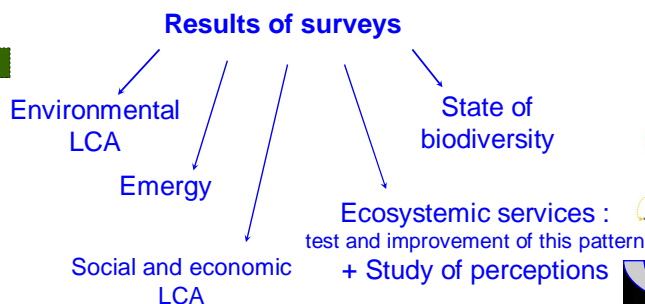 Results of surveys
Environmental
LCA
State of
biodiversity
Emergy
Ecosystemic services :
test and improvement of this pattern
+ Study of perceptions
Social and economic
LCA